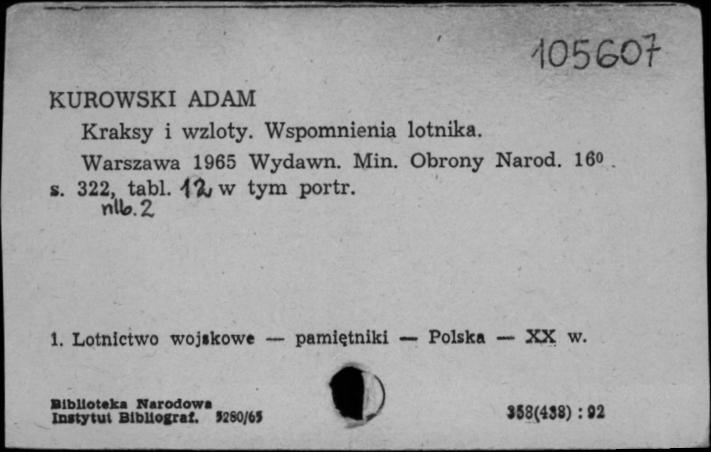 105607
KUROWSKI ADAM
Kraksy i wzloty. Wspomnienia lotnika.
Warszawa 1965 Wydawn. Min. Obrony Narod. 16⁰.
s. 322, tabl. 12, w tym portr.
nlb. 2
1. Lotnictwo wojskowe — pamiętniki — Polska — XX w.
Biblioteka Narodowa
Instytut Bibliograf. 5280/65
358(438) : 92